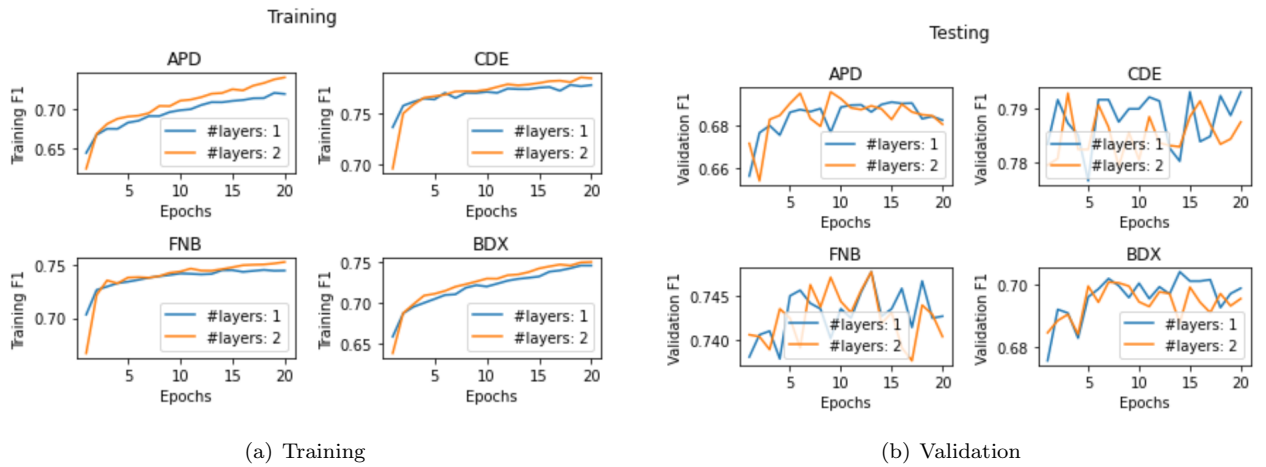 Training
APD
Training F1
0.70
0.65
#layers: 1
#layers: 2
5
10
15
20
Epochs
CDE
Training F1
0.75
0.70
#layers: 1
#layers: 2
5
10
15
20
Epochs
FNB
Training F1
0.75
0.70
#layers: 1
#layers: 2
5
10
15
20
Epochs
BDX
Training F1
0.75
0.70
0.65
#layers: 1
#layers: 2
5
10
15
20
Epochs
(a) Training
Testing
APD
Validation F1
0.68
0.66
#layers: 1
#layers: 2
5
10
15
20
Epochs
CDE
Validation F1
0.79
0.78
#layers: 1
#layers: 2
5
10
15
20
Epochs
FNB
Validation F1
0.745
0.740
#layers: 1
#layers: 2
5
10
15
20
Epochs
BDX
Validation F1
0.70
0.68
#layers: 1
#layers: 2
5
10
15
20
Epochs
(b) Validation